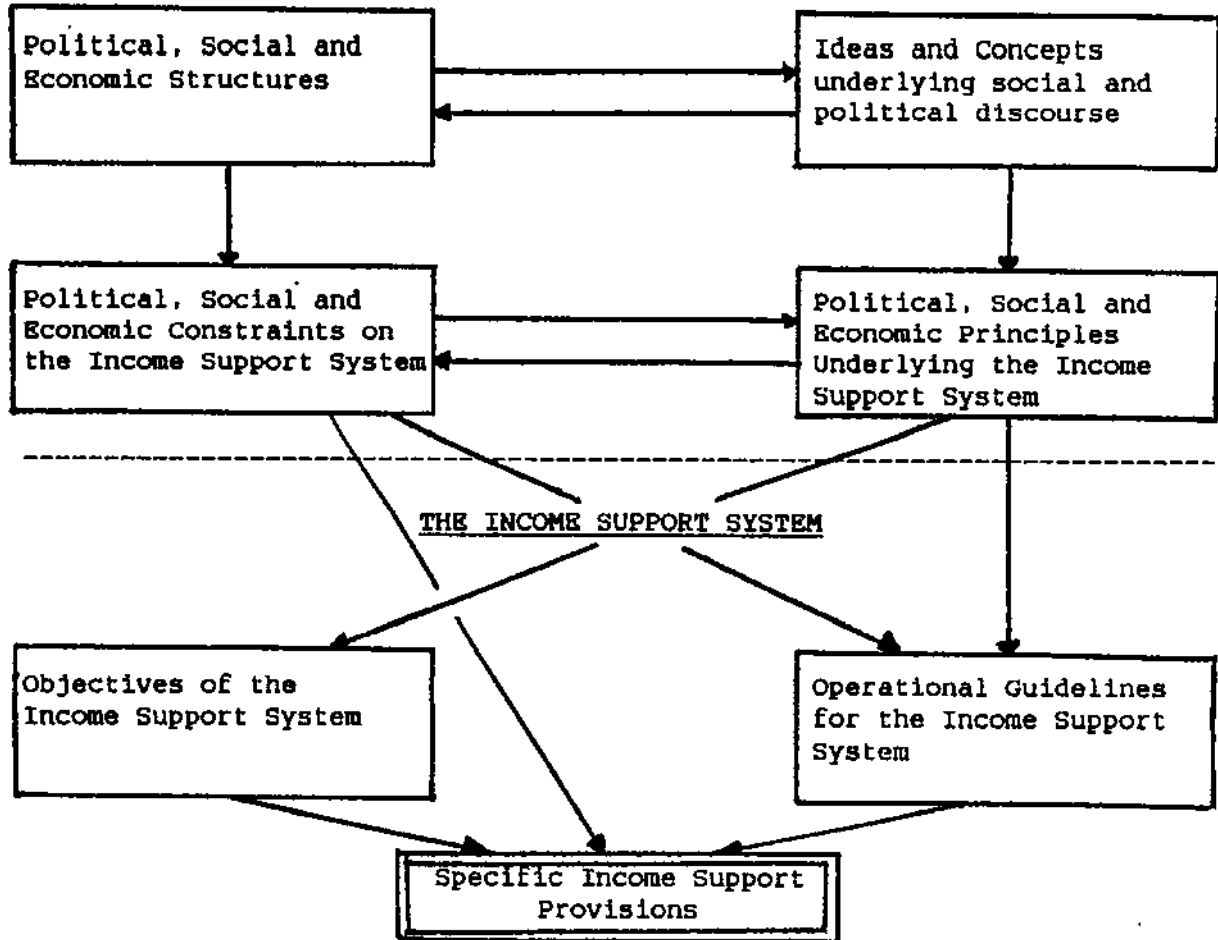 Political, Social and
Economic Structures
Ideas and Concepts
underlying social and
political discourse
Political, Social and
Economic Constraints on
the Income Support System
Political, Social and
Economic Principles
Underlying the Income
Support System
THE INCOME SUPPORT SYSTEM
Objectives of the
Income Support System
Operational Guidelines
for the Income Support
System
Specific Income Support
Provisions